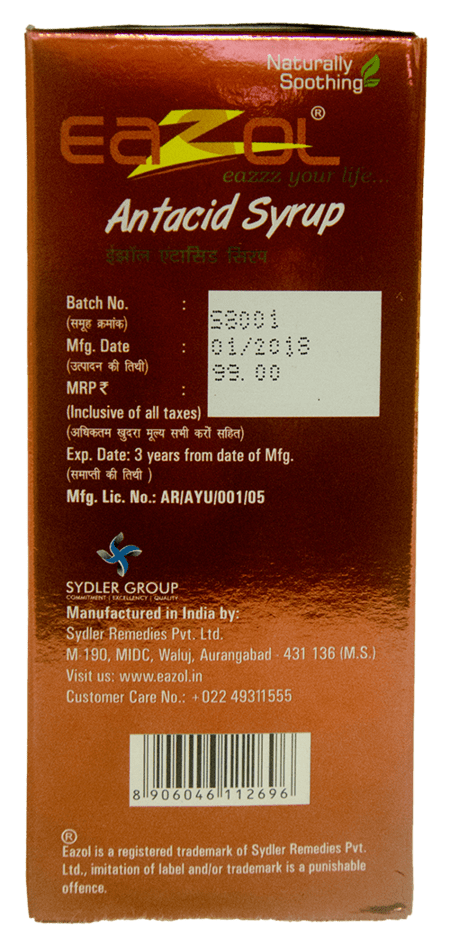 Naturally
Soothing
EaZol®
eazzz your life...
Antacid Syrup
ईझॉल एंटासिड सिरप
Batch No. : S8001
(समूह क्रमांक)
Mfg. Date : 01/2018
(उत्पादन की तिथी)
MRP ₹ : 99.00
(Inclusive of all taxes)
(अधिकतम खुदरा मूल्य सभी करों सहित)
Exp. Date: 3 years from date of Mfg.
(समाप्ती की तिथी )
Mfg. Lic. No.: AR/AYU/001/05
SYDLER GROUP
COMMITMENT | EXCELLENCY | QUALITY
Manufactured in India by:
Sydler Remedies Pvt. Ltd.
M-190, MIDC, Waluj, Aurangabad - 431 136 (M.S.)
Visit us: www.eazol.in
Customer Care No.: +022 49311555
8 906046 112696
®
Eazol is a registered trademark of Sydler Remedies Pvt.
Ltd., imitation of label and/or trademark is a punishable
offence.